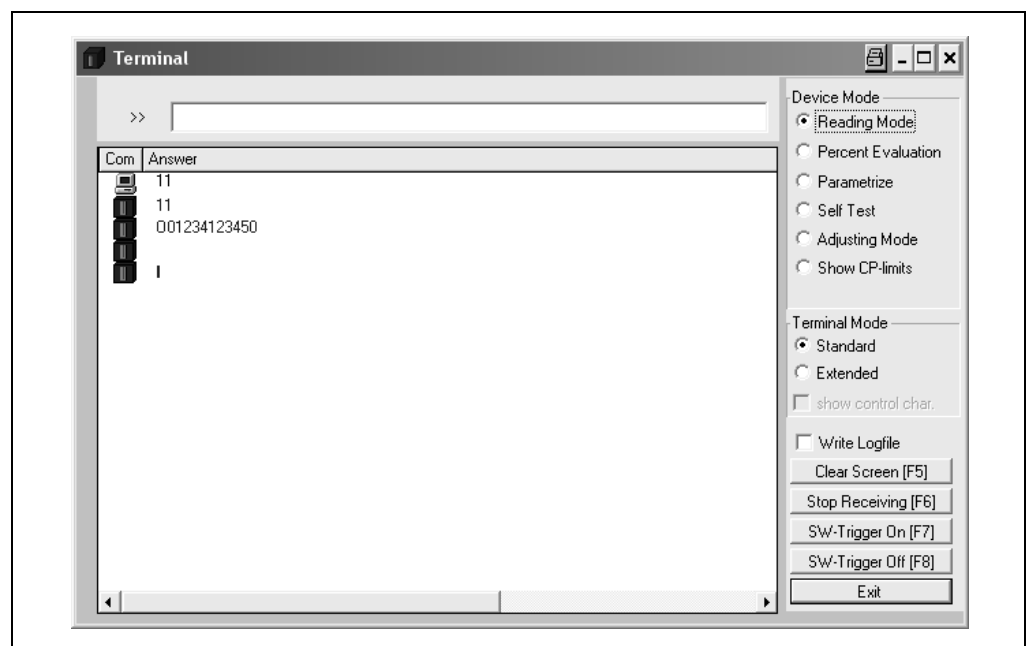 Terminal
>>
Com Answer
11
11
001234123450
I
Device Mode
Reading Mode
Percent Evaluation
Parametrize
Self Test
Adjusting Mode
Show CP-limits
Terminal Mode
Standard
Extended
show control char.
Write Logfile
Clear Screen [F5]
Stop Receiving [F6]
SW-Trigger On [F7]
SW-Trigger Off [F8]
Exit